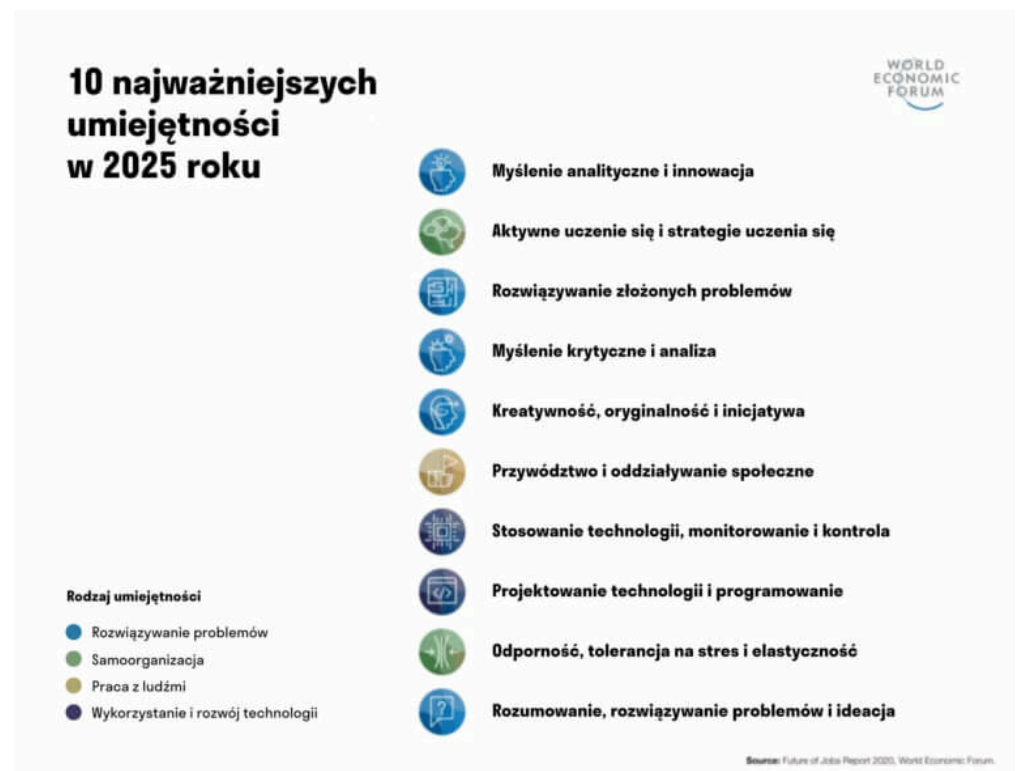 10 najważniejszych
umiejętności
w 2025 roku
WORLD
ECONOMIC
FORUM
Myślenie analityczne i innowacja
Aktywne uczenie się i strategie uczenia się
Rozwiązywanie złożonych problemów
Myślenie krytyczne i analiza
Kreatywność, oryginalność i inicjatywa
Przywództwo i oddziaływanie społeczne
Stosowanie technologii, monitorowanie i kontrola
Projektowanie technologii i programowanie
Odporność, tolerancja na stres i elastyczność
Rozumowanie, rozwiązywanie problemów i ideacja
Rodzaj umiejętności
Rozwiązywanie problemów
Samoorganizacja
Praca z ludźmi
Wykorzystanie i rozwój technologii
Source: Future of Jobs Report 2020, World Economic Forum.